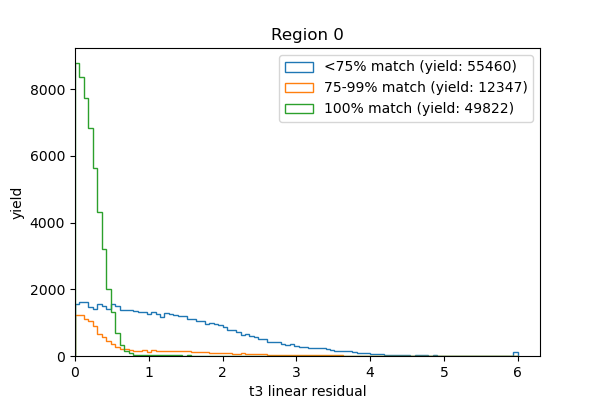 Region 0
<75% match (yield: 55460)
75-99% match (yield: 12347)
100% match (yield: 49822)
8000
6000
4000
2000
0
yield
0 1 2 3 4 5 6
t3 linear residual